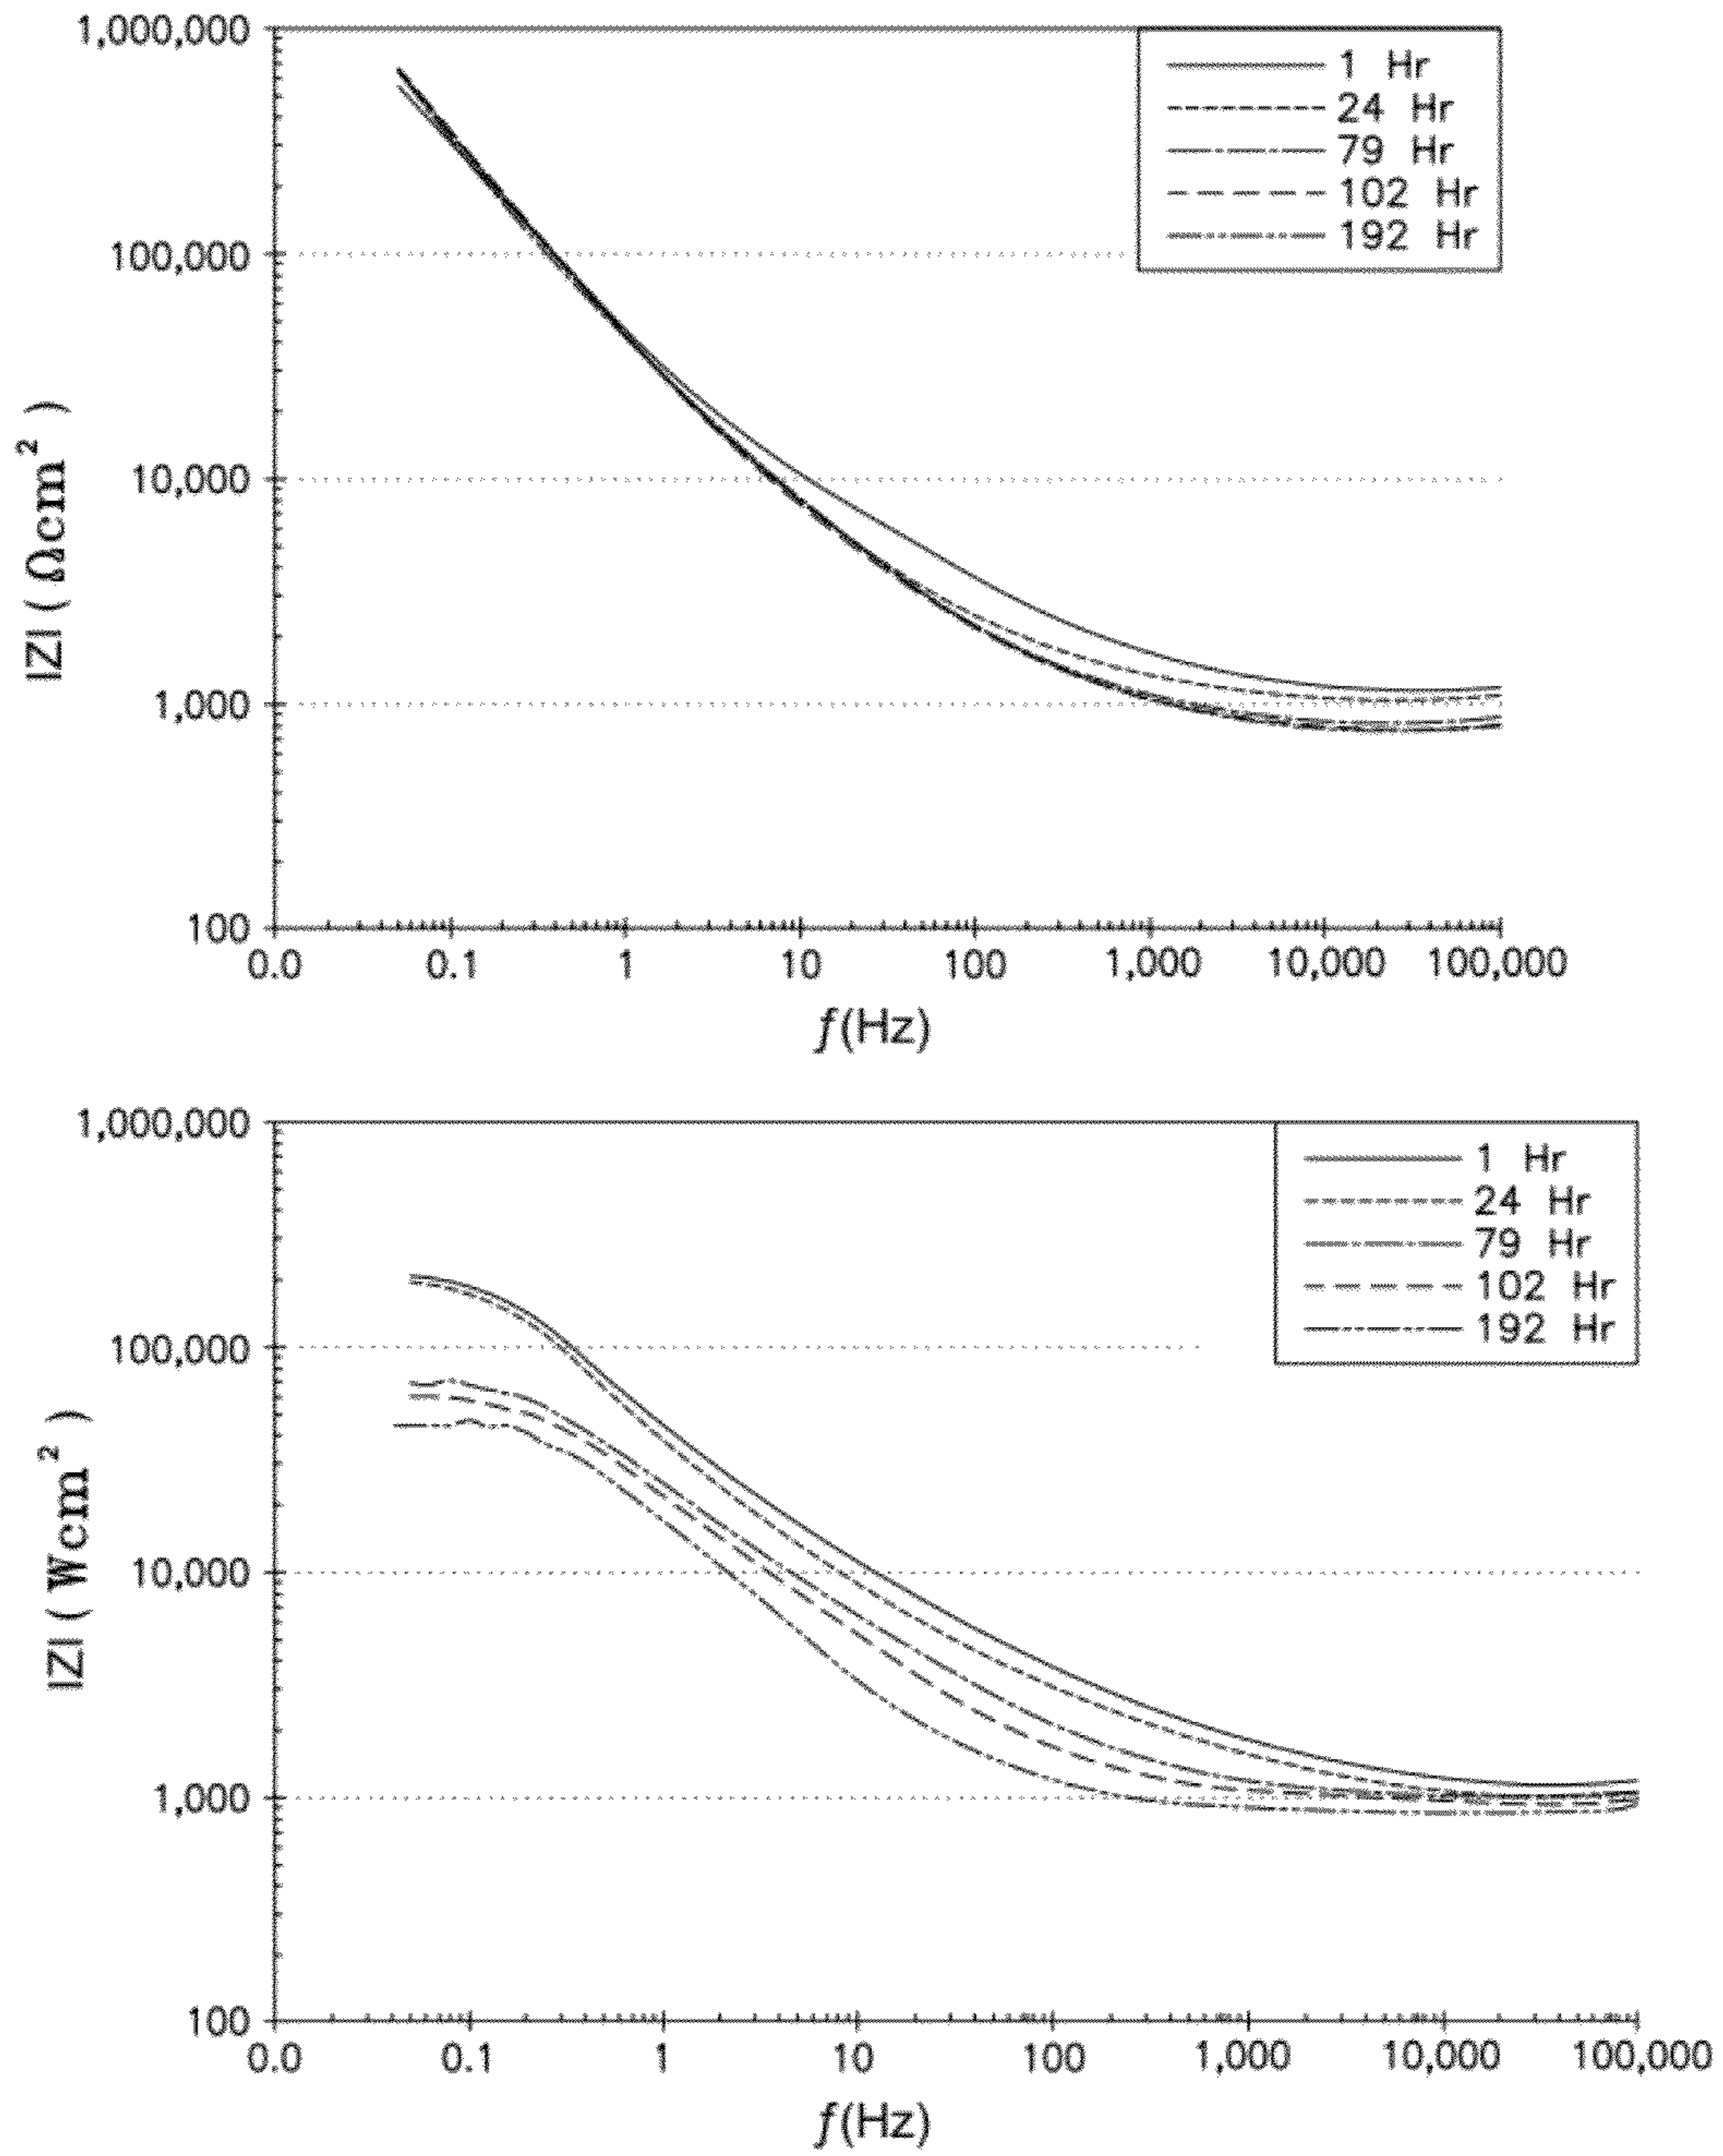 1,000,000
100,000
10,000
1,000
100
|Z| ( Ωcm² )
1 Hr
24 Hr
79 Hr
102 Hr
192 Hr
0.0 0.1 1 10 100 1,000 10,000 100,000
f(Hz)
1,000,000
100,000
10,000
1,000
100
|Z| ( Wcm² )
1 Hr
24 Hr
79 Hr
102 Hr
192 Hr
0.0 0.1 1 10 100 1,000 10,000 100,000
f(Hz)